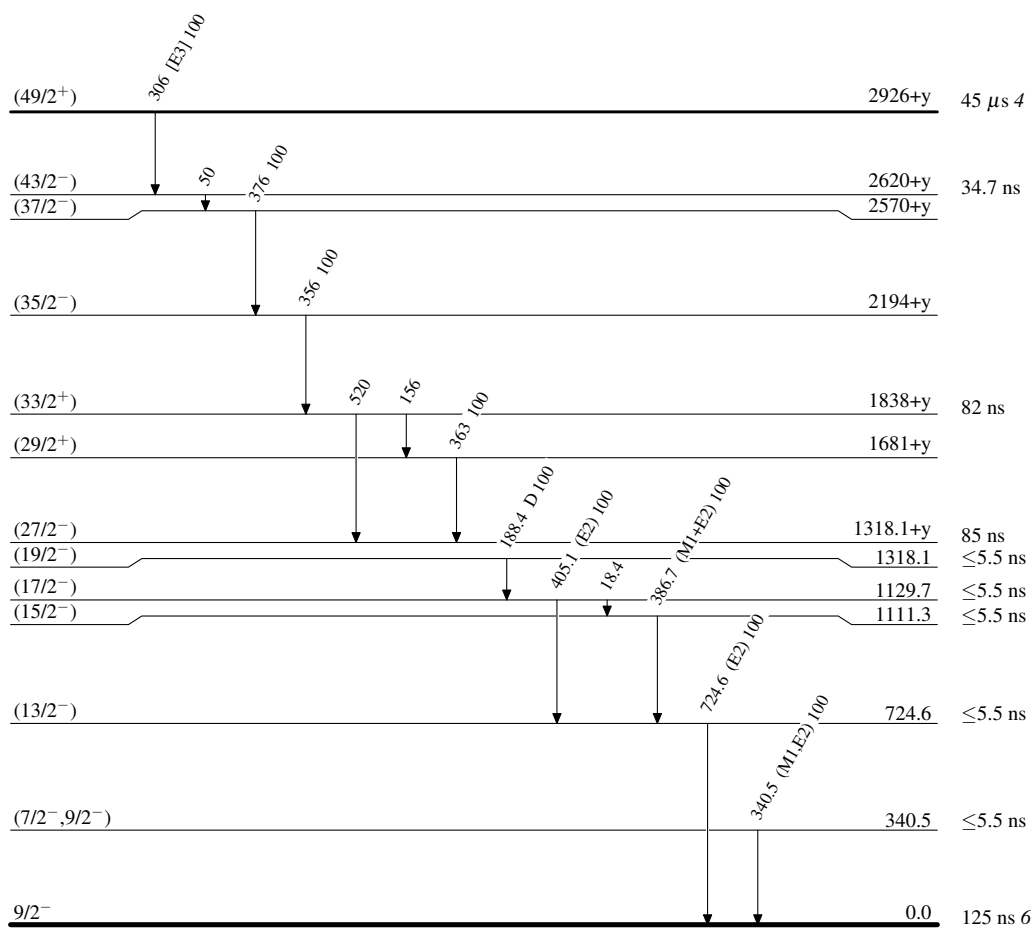 306 [E3] 100
(49/2⁺) 2926+y 45 μs 4
50
376 100
(43/2⁻) 2620+y 34.7 ns
(37/2⁻) 2570+y
356 100
(35/2⁻) 2194+y
520
156
(33/2⁺) 1838+y 82 ns
363 100
(29/2⁺) 1681+y
188.4 D 100
405.1 (E2) 100
18.4
386.7 (M1+E2) 100
(27/2⁻) 1318.1+y 85 ns
(19/2⁻) 1318.1 ≤5.5 ns
(17/2⁻) 1129.7 ≤5.5 ns
(15/2⁻) 1111.3 ≤5.5 ns
724.6 (E2) 100
(13/2⁻) 724.6 ≤5.5 ns
340.5 (M1,E2) 100
(7/2⁻,9/2⁻) 340.5 ≤5.5 ns
9/2⁻ 0.0 125 ns 6